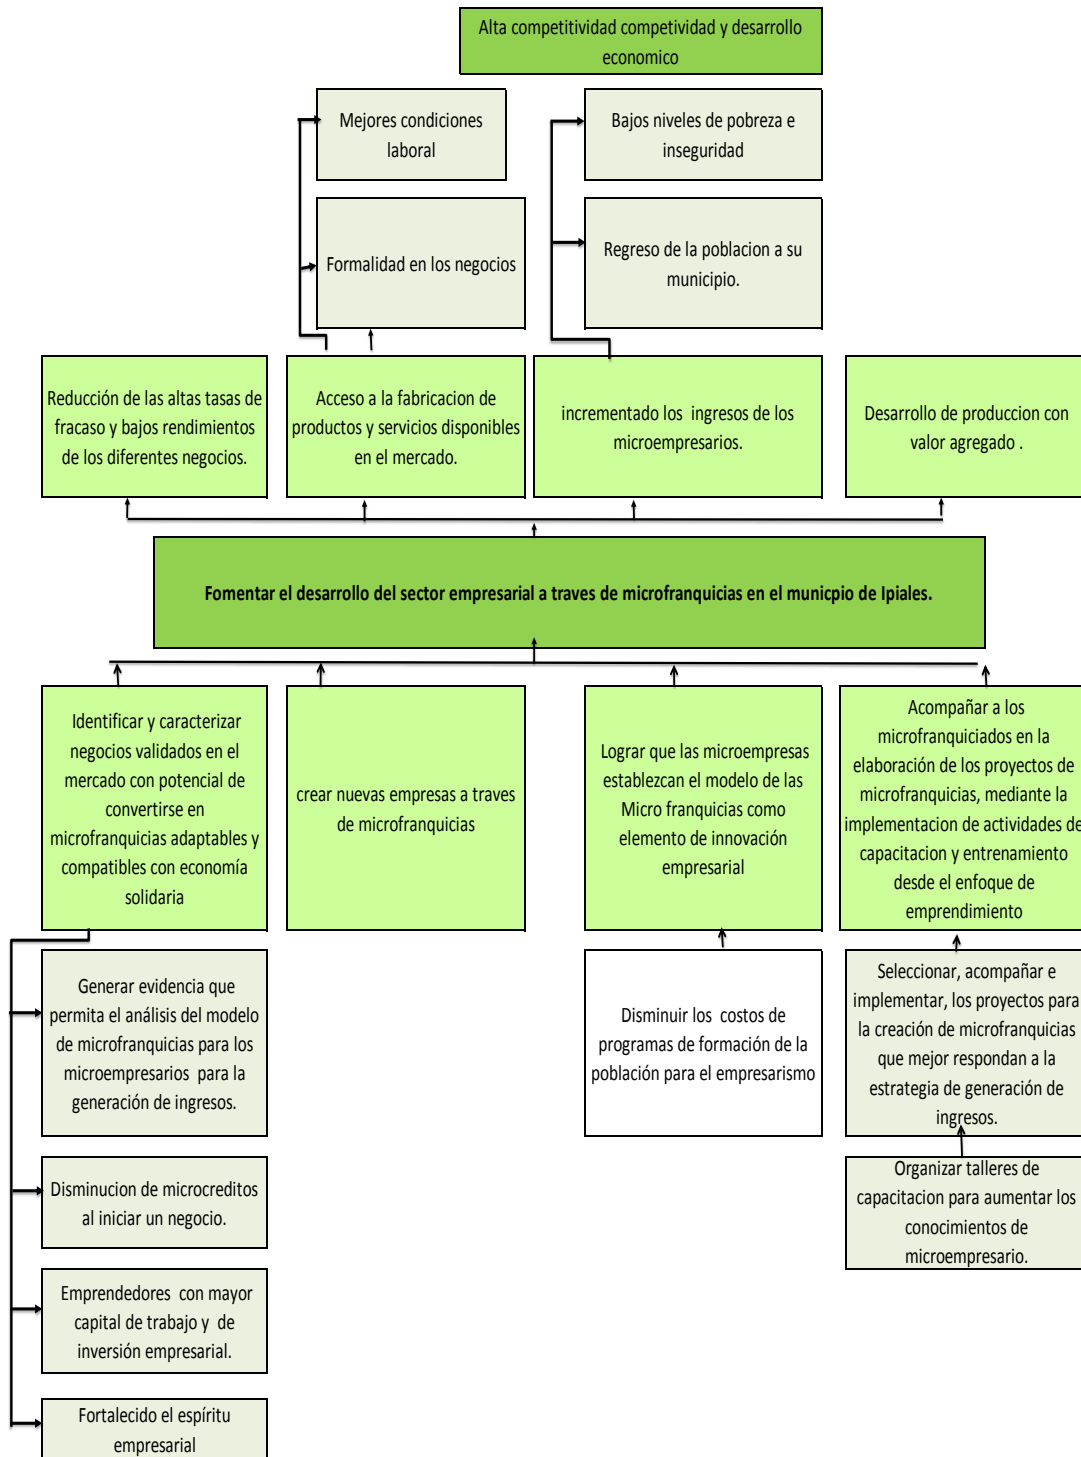 Alta competitividad competividad y desarrollo
economico
Mejores condiciones
laboral
Bajos niveles de pobreza e
inseguridad
Formalidad en los negocios
Regreso de la poblacion a su
municipio.
Reducción de las altas tasas de
fracaso y bajos rendimientos
de los diferentes negocios.
Acceso a la fabricacion de
productos y servicios disponibles
en el mercado.
incrementado los ingresos de los
microempresarios.
Desarrollo de produccion con
valor agregado .
Fomentar el desarrollo del sector empresarial a traves de microfranquicias en el municpio de Ipiales.
Identificar y caracterizar
negocios validados en el
mercado con potencial de
convertirse en
microfranquicias adaptables y
compatibles con economía
solidaria
crear nuevas empresas a traves
de microfranquicias
Lograr que las microempresas
establezcan el modelo de las
Micro franquicias como
elemento de innovación
empresarial
Acompañar a los
microfranquiciados en la
elaboración de los proyectos de
microfranquicias, mediante la
implementacion de actividades de
capacitacion y entrenamiento
desde el enfoque de
emprendimiento
Generar evidencia que
permita el análisis del modelo
de microfranquicias para los
microempresarios para la
generación de ingresos.
Disminuir los costos de
programas de formación de la
población para el empresarismo
Seleccionar, acompañar e
implementar, los proyectos para
la creación de microfranquicias
que mejor respondan a la
estrategia de generación de
ingresos.
Disminucion de microcreditos
al iniciar un negocio.
Organizar talleres de
capacitacion para aumentar los
conocimientos de
microempresario.
Emprendedores con mayor
capital de trabajo y de
inversión empresarial.
Fortalecido el espíritu
empresarial